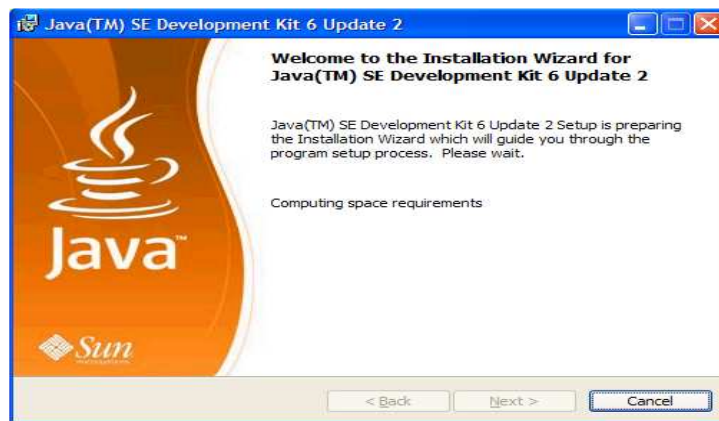 Java(TM) SE Development Kit 6 Update 2
Welcome to the Installation Wizard for
Java(TM) SE Development Kit 6 Update 2
Java(TM) SE Development Kit 6 Update 2 Setup is preparing
the Installation Wizard which will guide you through the
program setup process. Please wait.
Computing space requirements
Java™
Sun
< Back
Next >
Cancel